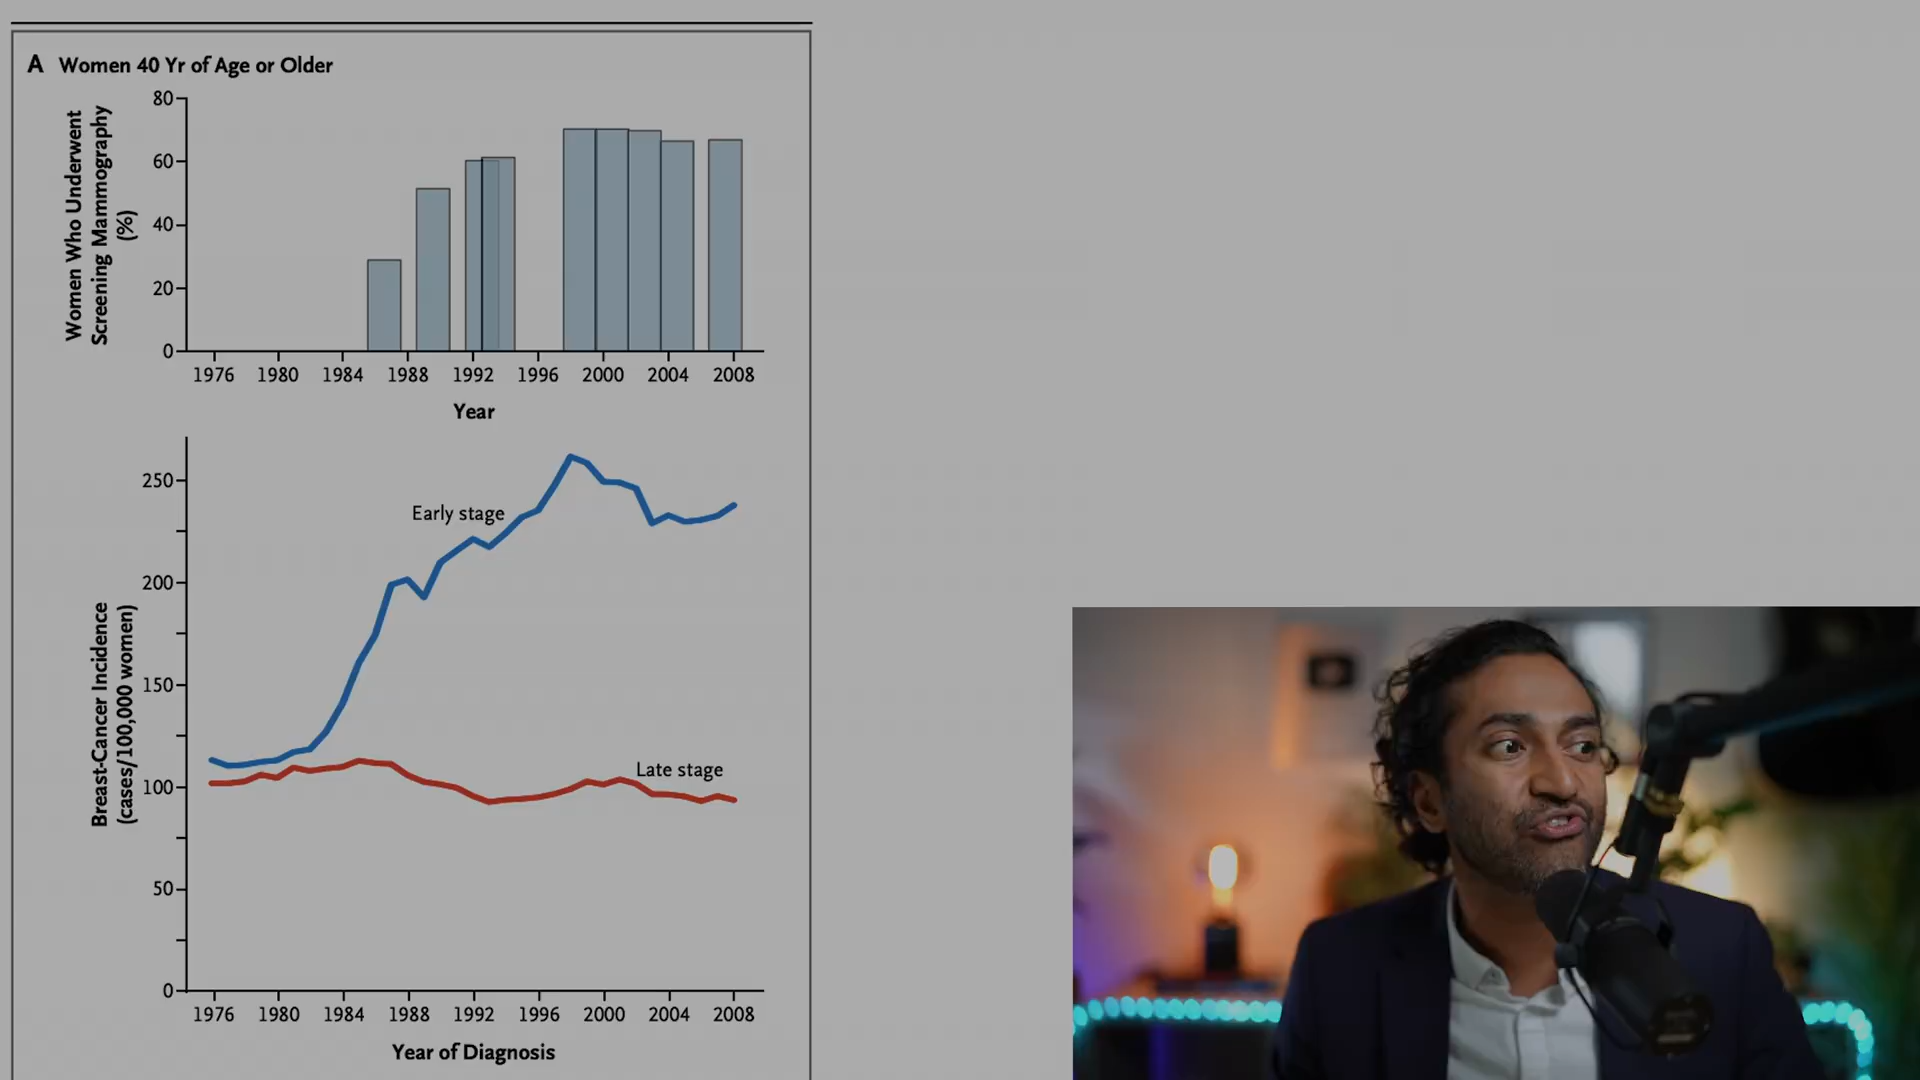 A Women 40 Yr of Age or Older
Women Who Underwent
Screening Mammography
(%)
80
60
40
20
0
1976 1980 1984 1988 1992 1996 2000 2004 2008
Year
Breast-Cancer Incidence
(cases/100,000 women)
250
200
150
100
50
0
Early stage
Late stage
1976 1980 1984 1988 1992 1996 2000 2004 2008
Year of Diagnosis